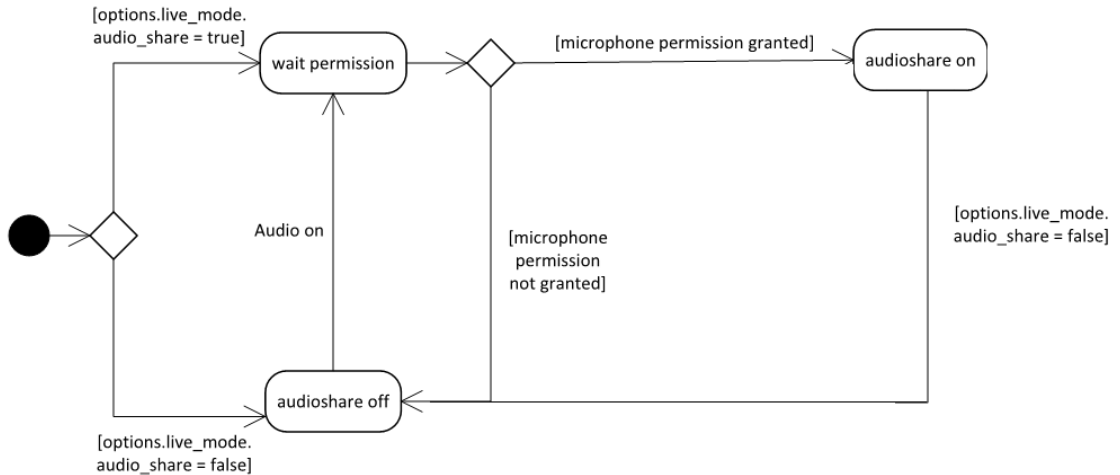 [options.live_mode.
audio_share = true]
wait permission
[microphone permission granted]
audioshare on
Audio on
[microphone
permission
not granted]
[options.live_mode.
audio_share = false]
audioshare off
[options.live_mode.
audio_share = false]